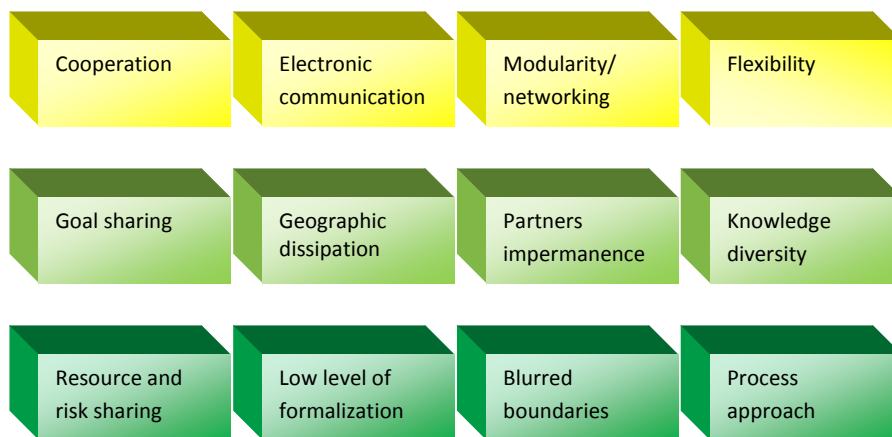 Cooperation
Electronic
communication
Modularity/
networking
Flexibility
Goal sharing
Geographic
dissipation
Partners
impermanence
Knowledge
diversity
Resource and
risk sharing
Low level of
formalization
Blurred
boundaries
Process
approach